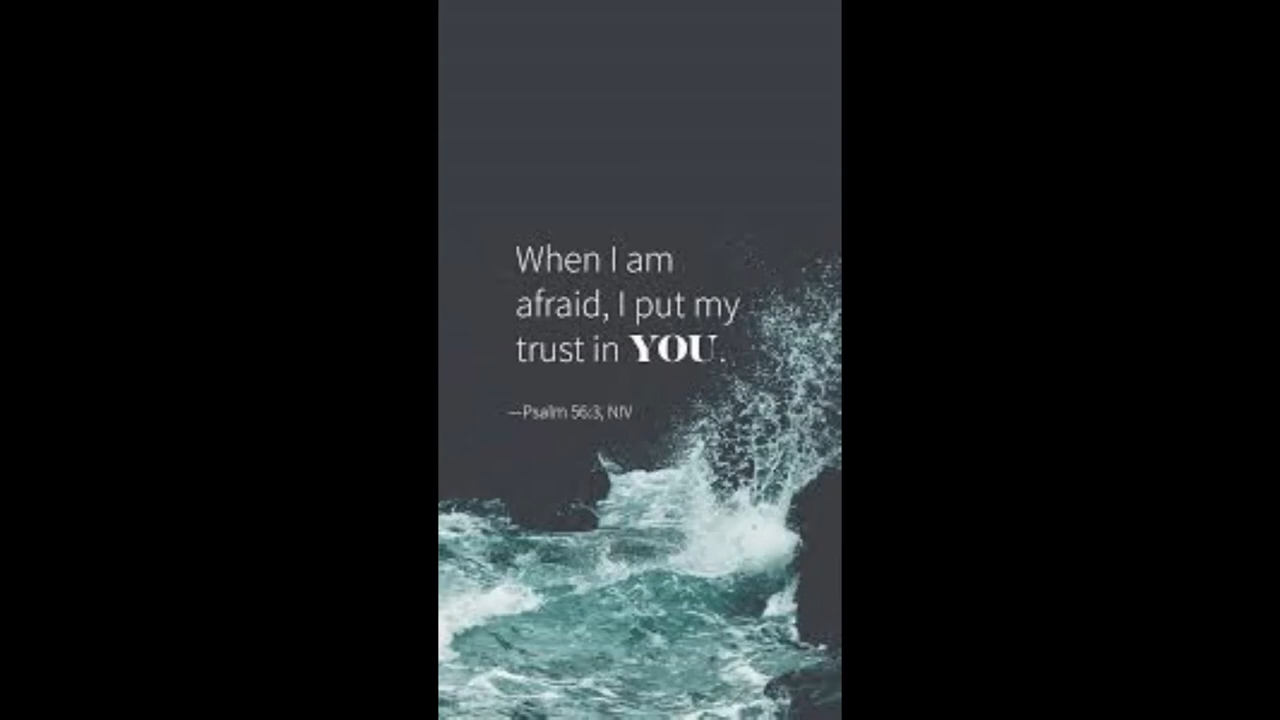 When I am
afraid, I put my
trust in YOU.
—Psalm 56:3, NIV